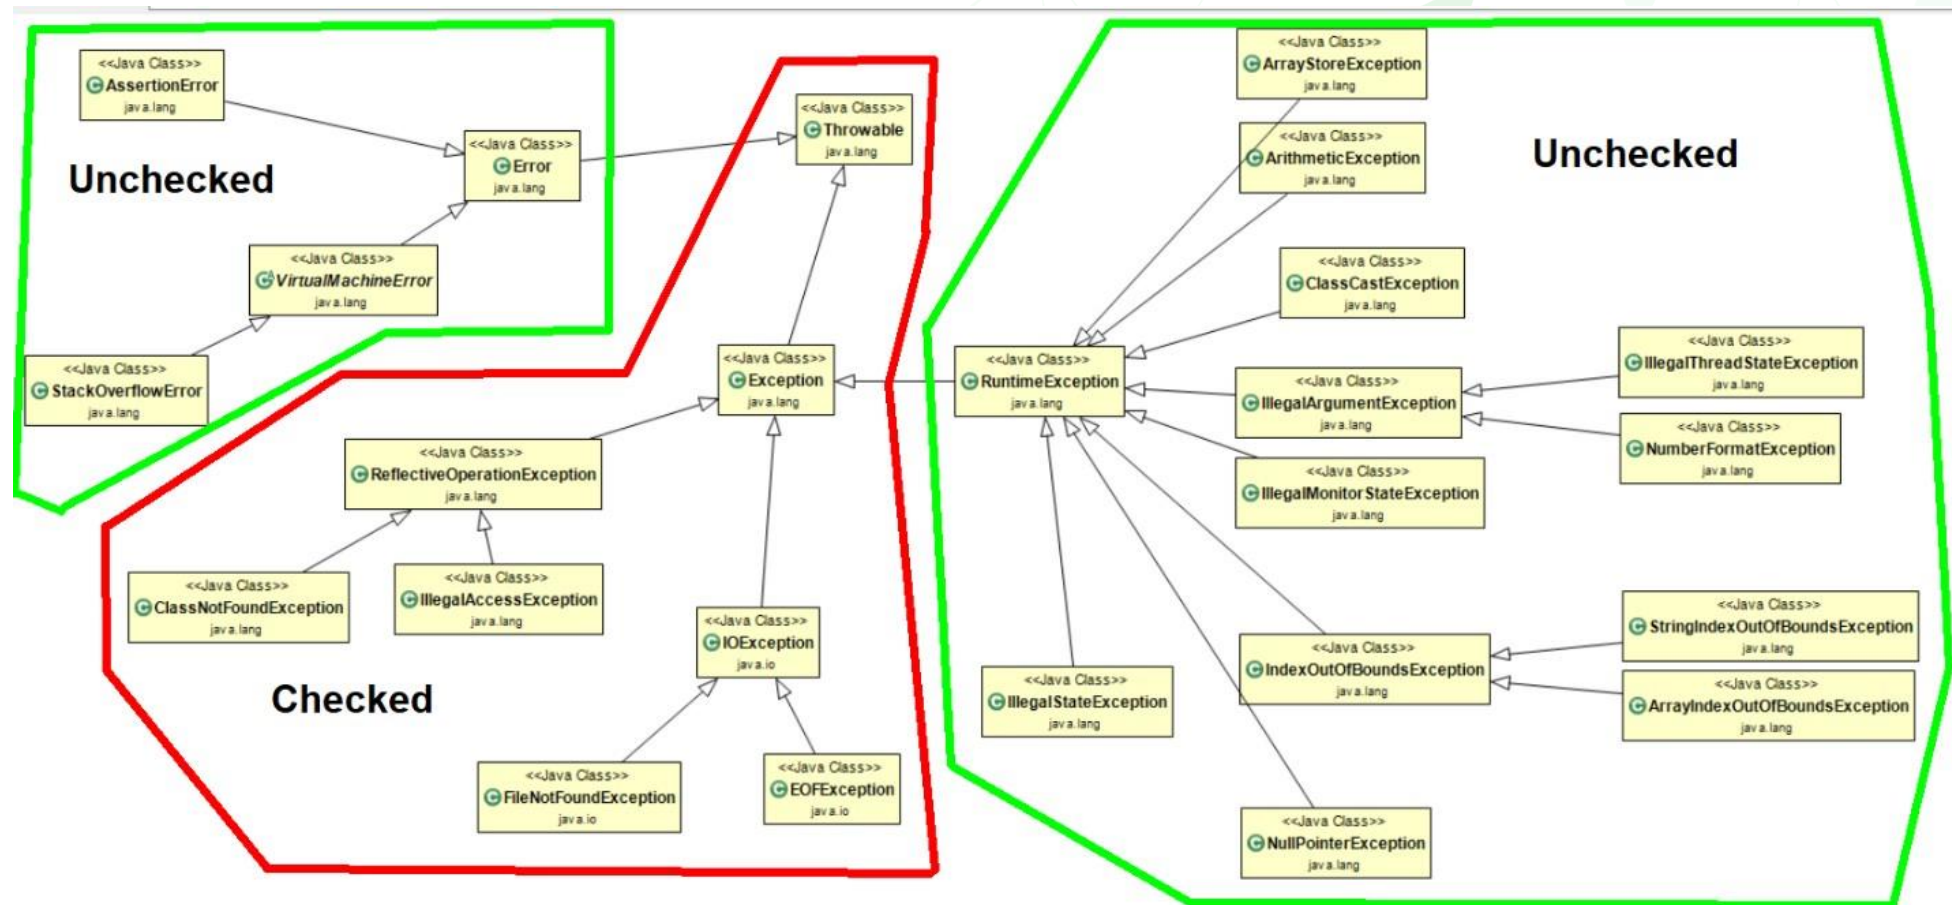 <<Java Class>>
AssertionError
java.lang
<<Java Class>>
Error
java.lang
Unchecked
<<Java Class>>
VirtualMachineError
java.lang
<<Java Class>>
StackOverflowError
java.lang
<<Java Class>>
Throwable
java.lang
<<Java Class>>
Exception
java.lang
<<Java Class>>
ReflectiveOperationException
java.lang
<<Java Class>>
ClassNotFoundException
java.lang
<<Java Class>>
IllegalAccessException
java.lang
<<Java Class>>
IOException
java.io
Checked
<<Java Class>>
FileNotFoundException
java.io
<<Java Class>>
EOFException
java.io
<<Java Class>>
ArrayStoreException
java.lang
<<Java Class>>
ArithmeticException
java.lang
Unchecked
<<Java Class>>
ClassCastException
java.lang
<<Java Class>>
RuntimeException
java.lang
<<Java Class>>
IllegalArgumentException
java.lang
<<Java Class>>
IllegalThreadStateException
java.lang
<<Java Class>>
NumberFormatException
java.lang
<<Java Class>>
IllegalMonitorStateException
java.lang
<<Java Class>>
StringIndexOutOfBoundsException
java.lang
<<Java Class>>
IndexOutOfBoundsException
java.lang
<<Java Class>>
ArrayIndexOutOfBoundsException
java.lang
<<Java Class>>
IllegalStateException
java.lang
<<Java Class>>
NullPointerException
java.lang